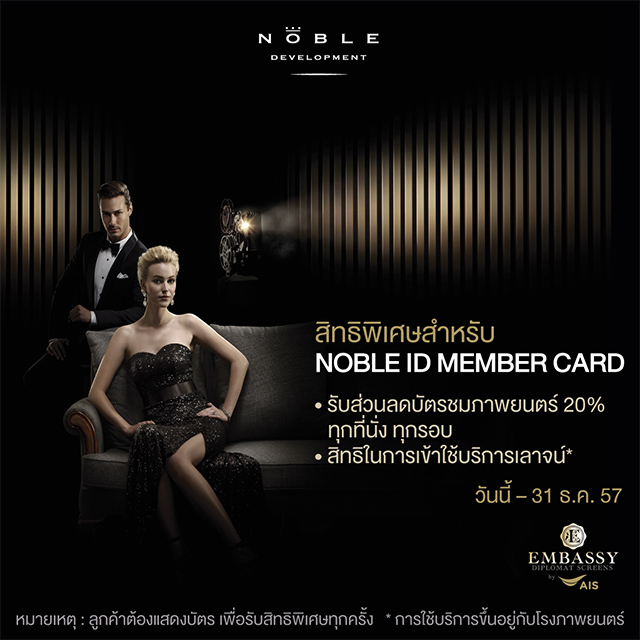 NOBLE
DEVELOPMENT
สิทธิพิเศษสำหรับ
NOBLE ID MEMBER CARD
• รับส่วนลดบัตรชมภาพยนตร์ 20%
ทุกที่นั่ง ทุกรอบ
• สิทธิในการเข้าใช้บริการเลาจน์*
วันนี้ – 31 ธ.ค. 57
E
EMBASSY
DIPLOMAT SCREENS
by AIS
หมายเหตุ : ลูกค้าต้องแสดงบัตร เพื่อรับสิทธิพิเศษทุกครั้ง * การใช้บริการขึ้นอยู่กับโรงภาพยนตร์